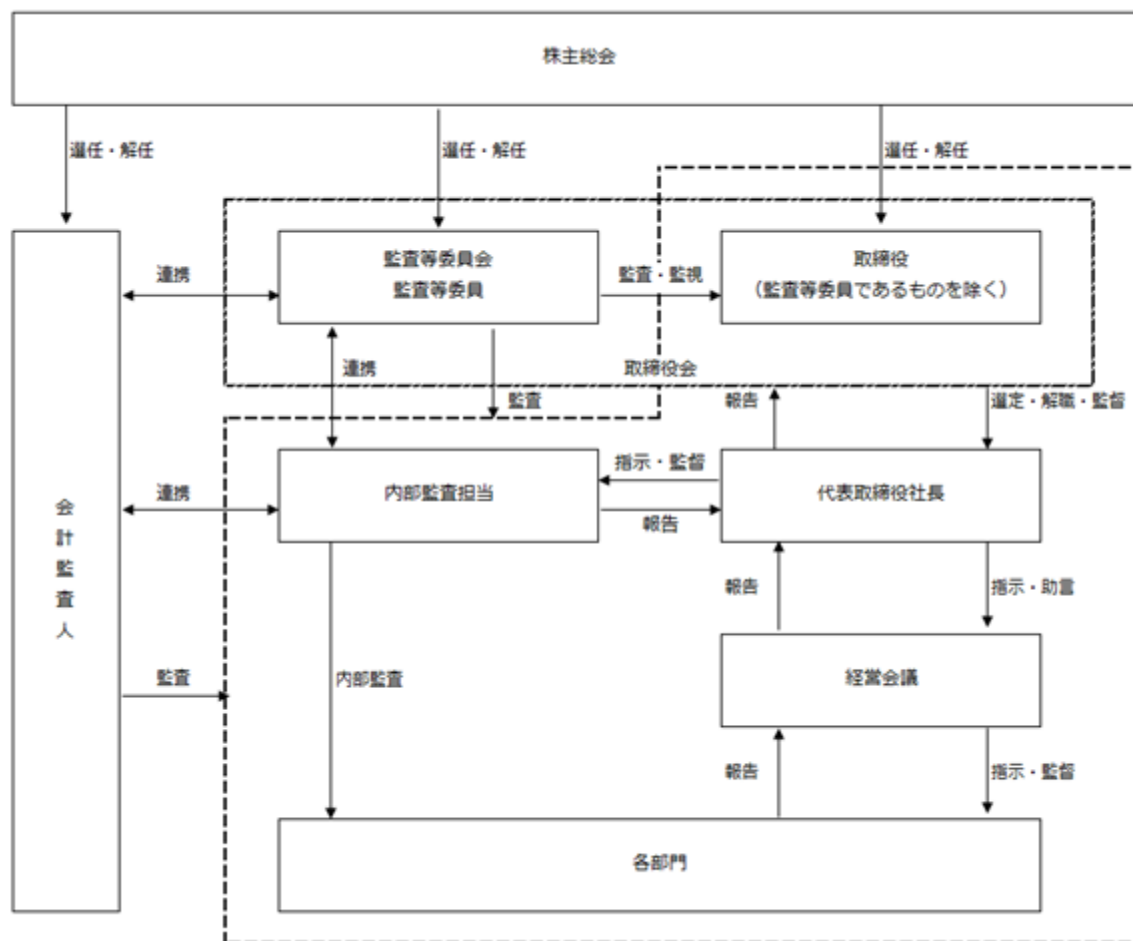 株主総会
選任・解任
選任・解任
選任・解任
監査等委員会
監査等委員
取締役
（監査等委員であるものを除く）
連携
監査・監視
連携
取締役会
監査
報告
選定・解職・監督
指示・監督
連携
内部監査担当
代表取締役社長
報告
会計監査人
報告
指示・助言
監査
内部監査
経営会議
報告
指示・監督
各部門